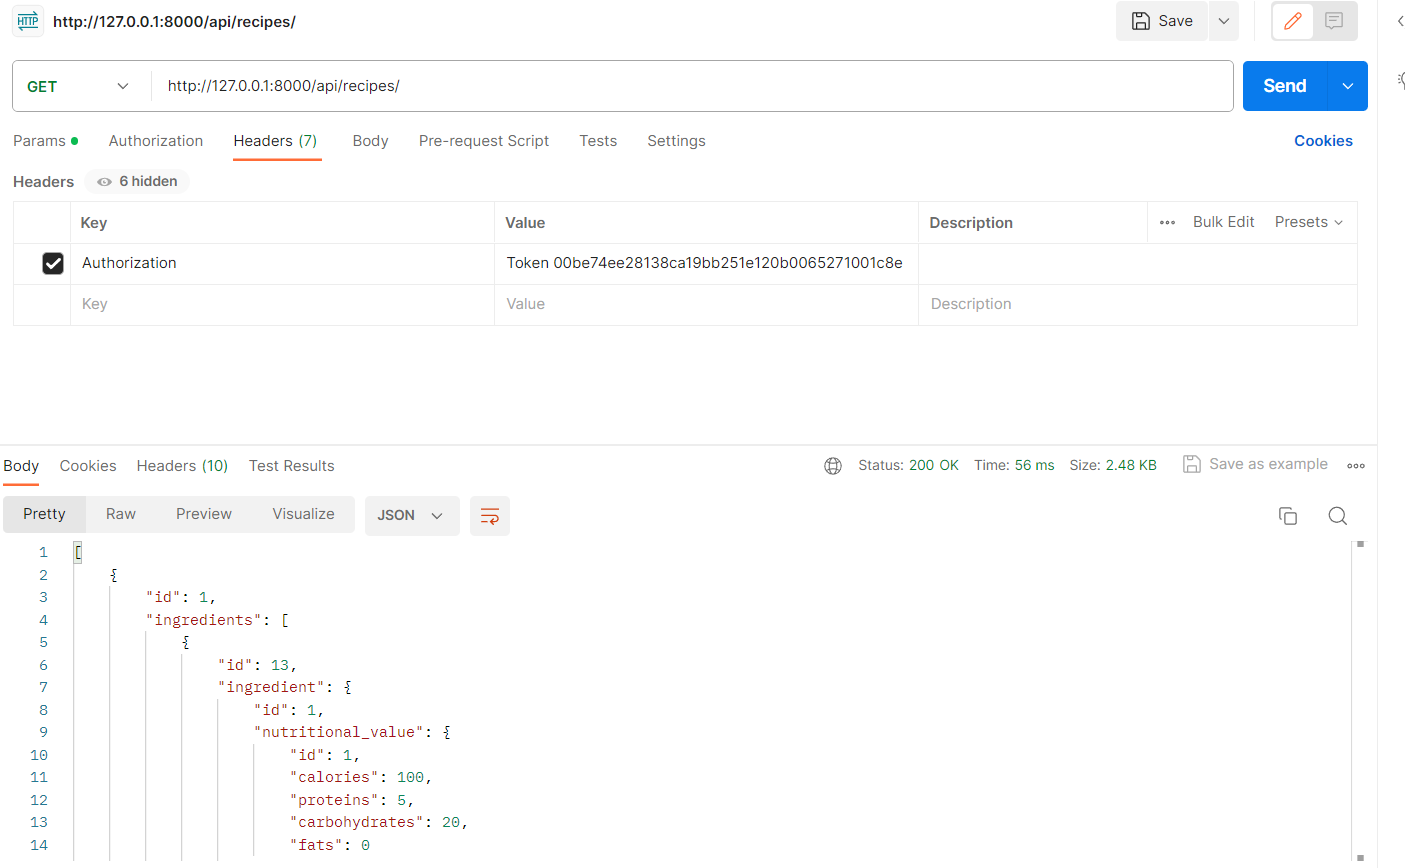 HTTP http://127.0.0.1:8000/api/recipes/ Save
GET http://127.0.0.1:8000/api/recipes/ Send
Params Authorization Headers (7) Body Pre-request Script Tests Settings Cookies
Headers 6 hidden
Key Value Description Bulk Edit Presets
Authorization Token 00be74ee28138ca19bb251e120b0065271001c8e
Key Value Description
Body Cookies Headers (10) Test Results Status: 200 OK Time: 56 ms Size: 2.48 KB Save as example
Pretty Raw Preview Visualize JSON
1 [
2 {
3 "id": 1,
4 "ingredients": [
5 {
6 "id": 13,
7 "ingredient": {
8 "id": 1,
9 "nutritional_value": {
10 "id": 1,
11 "calories": 100,
12 "proteins": 5,
13 "carbohydrates": 20,
14 "fats": 0